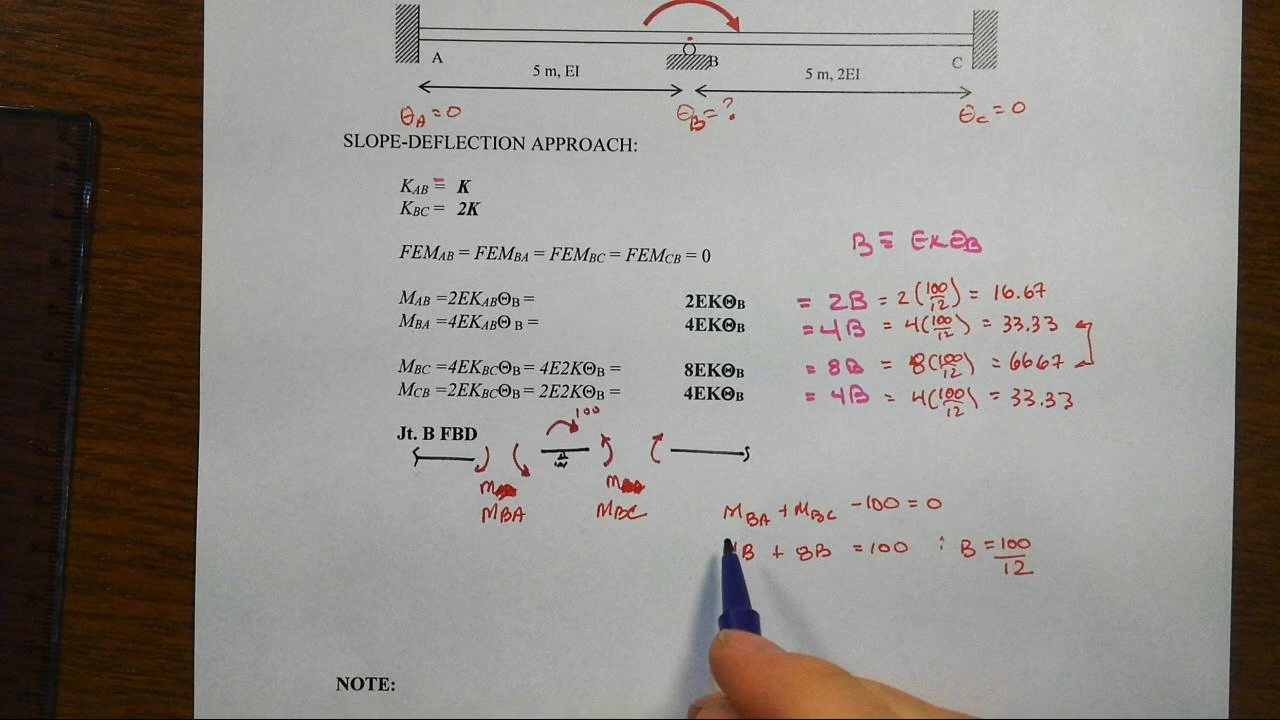 A B C
5 m, EI 5 m, 2EI
θA = 0 θB = ? θC = 0
SLOPE-DEFLECTION APPROACH:
KAB = K
KBC = 2K
B ≡ EKθB
FEMAB = FEMBA = FEMBC = FEMCB = 0
MAB =2EKABΘB = 2EKΘB = 2B = 2(100/12) = 16.67
MBA =4EKABΘB = 4EKΘB = 4B = 4(100/12) = 33.33
MBC =4EKBCΘB = 4E2KΘB = 8EKΘB = 8B = 8(100/12) = 6667
MCB =2EKBCΘB = 2E2KΘB = 4EKΘB = 4B = 4(100/12) = 33.33
100
Jt. B FBD
M M
MBA MBC
MBA + MBC - 100 = 0
B + 8B = 100 : B = 100/12
NOTE: